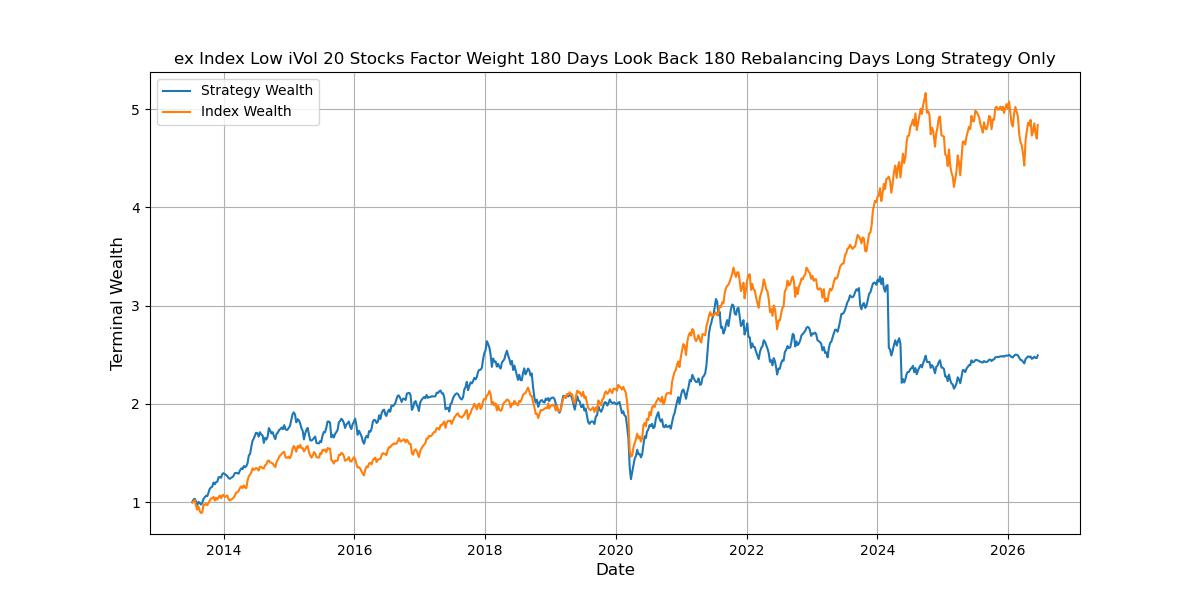 ex Index Low iVol 20 Stocks Factor Weight 180 Days Look Back 180 Rebalancing Days Long Strategy Only
Strategy Wealth
Index Wealth
Terminal Wealth
5
4
3
2
1
2014 2016 2018 2020 2022 2024 2026
Date